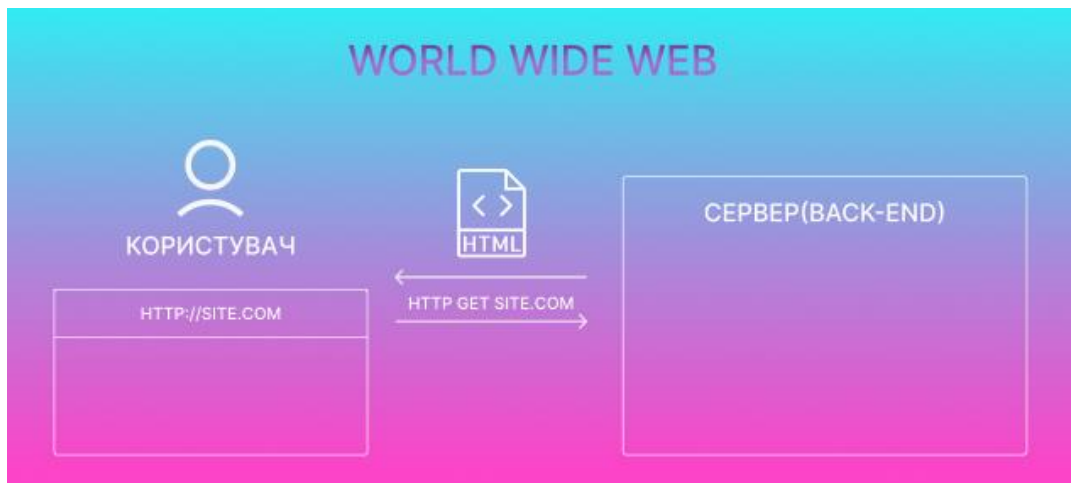 WORLD WIDE WEB
КОРИСТУВАЧ
HTTP://SITE.COM
< >
HTML
HTTP GET SITE.COM
СЕРВЕР(BACK-END)